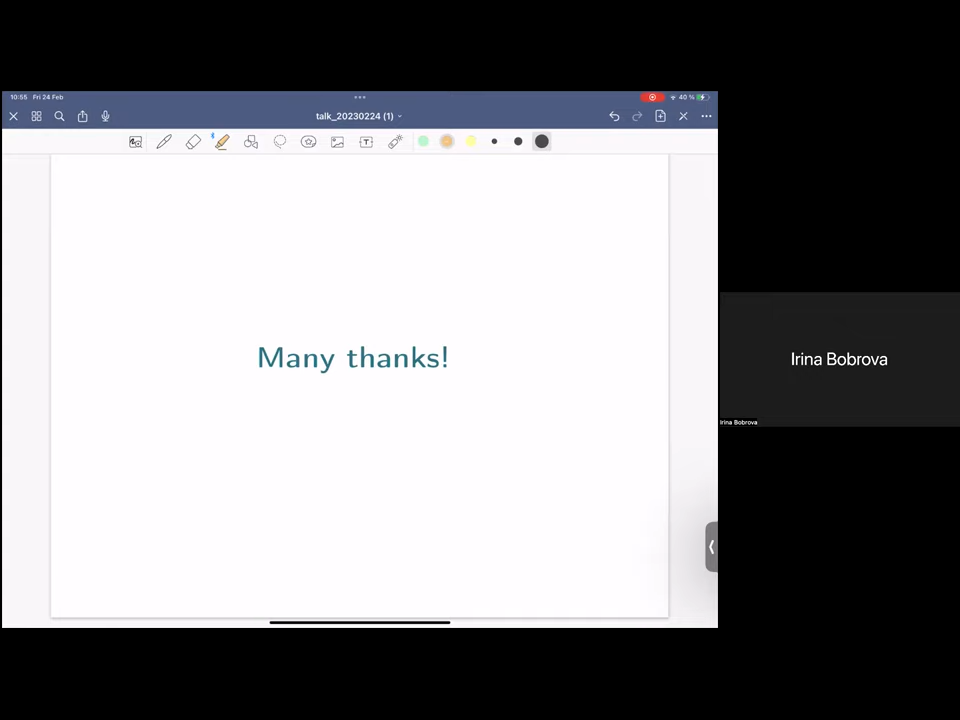 10:55 Fri 24 Feb
40 %
talk_20230224 (1)
Many thanks!
Irina Bobrova
Irina Bobrova